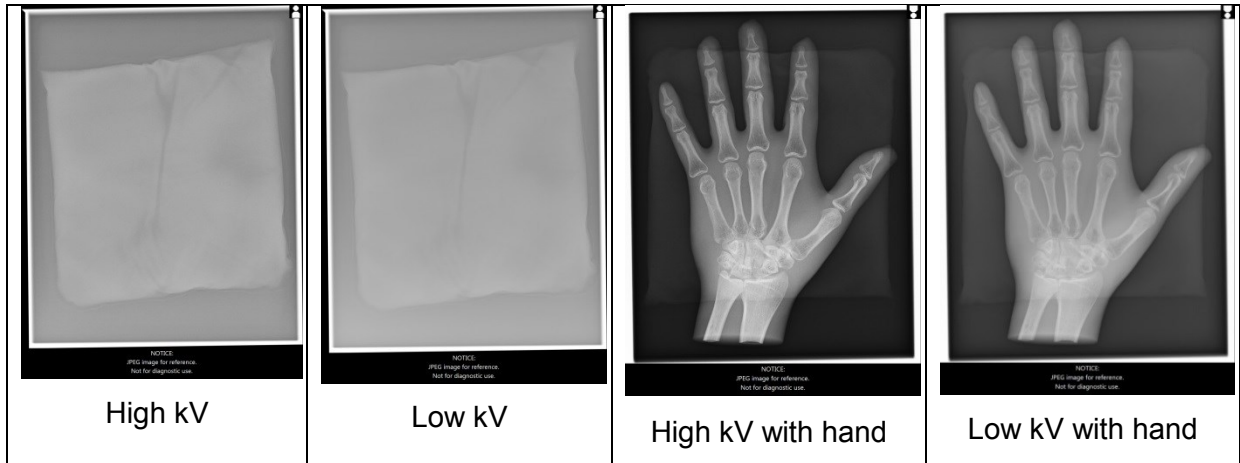 NOTICE:
JPEG image for reference.
Not for diagnostic use.
High kV
NOTICE:
JPEG image for reference.
Not for diagnostic use.
Low kV
NOTICE:
JPEG image for reference.
Not for diagnostic use.
High kV with hand
NOTICE:
JPEG image for reference.
Not for diagnostic use.
Low kV with hand